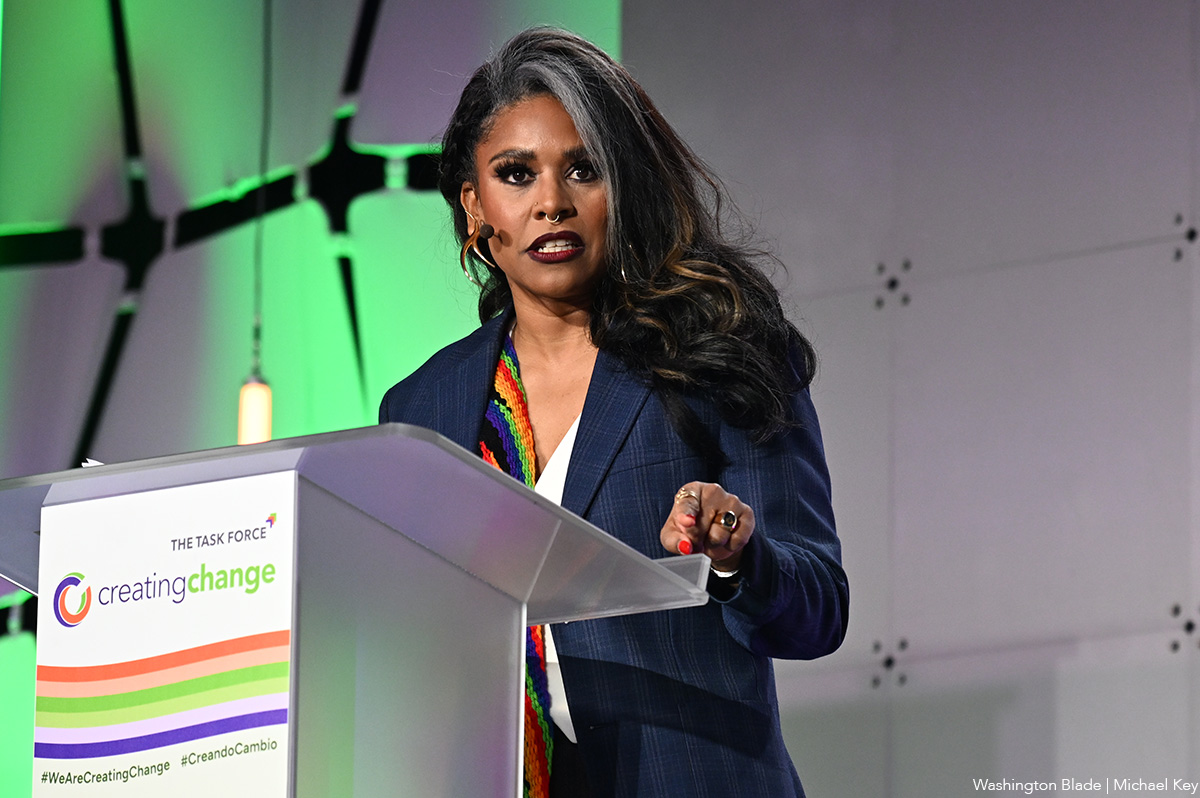 THE TASK FORCE
creatingchange
#WeAreCreatingChange #CreandoCambio
Washington Blade | Michael Key